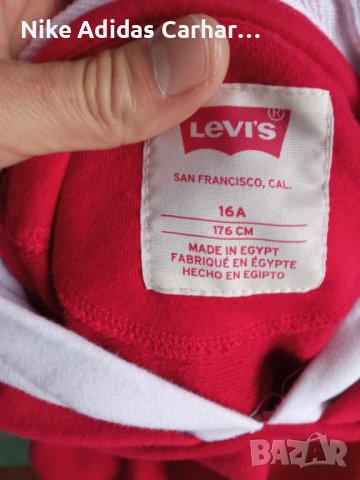 Nike Adidas Carhar...
LEVI'S®
SAN FRANCISCO, CAL.
16A
176 CM
MADE IN EGYPT
FABRIQUÉ EN ÉGYPTE
HECHO EN EGIPTO
BAZAR